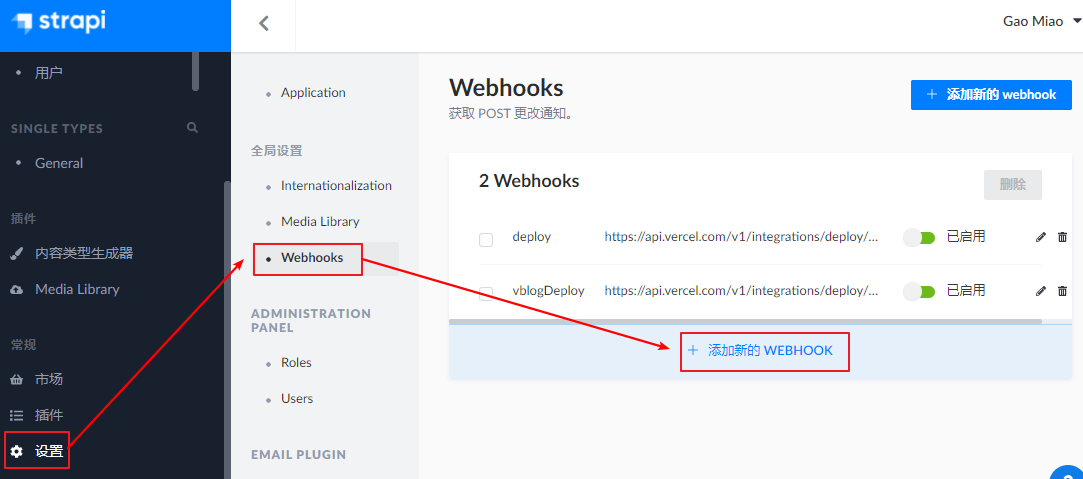 strapi
用户
SINGLE TYPES
General
插件
内容类型生成器
Media Library
常规
市场
插件
设置
Application
全局设置
Internationalization
Media Library
Webhooks
ADMINISTRATION
PANEL
Roles
Users
EMAIL PLUGIN
Gao Miao
Webhooks
获取 POST 更改通知。
添加新的 webhook
2 Webhooks
删除
deploy https://api.vercel.com/v1/integrations/deploy/... 已启用
vblogDeploy https://api.vercel.com/v1/integrations/deploy/... 已启用
添加新的 WEBHOOK